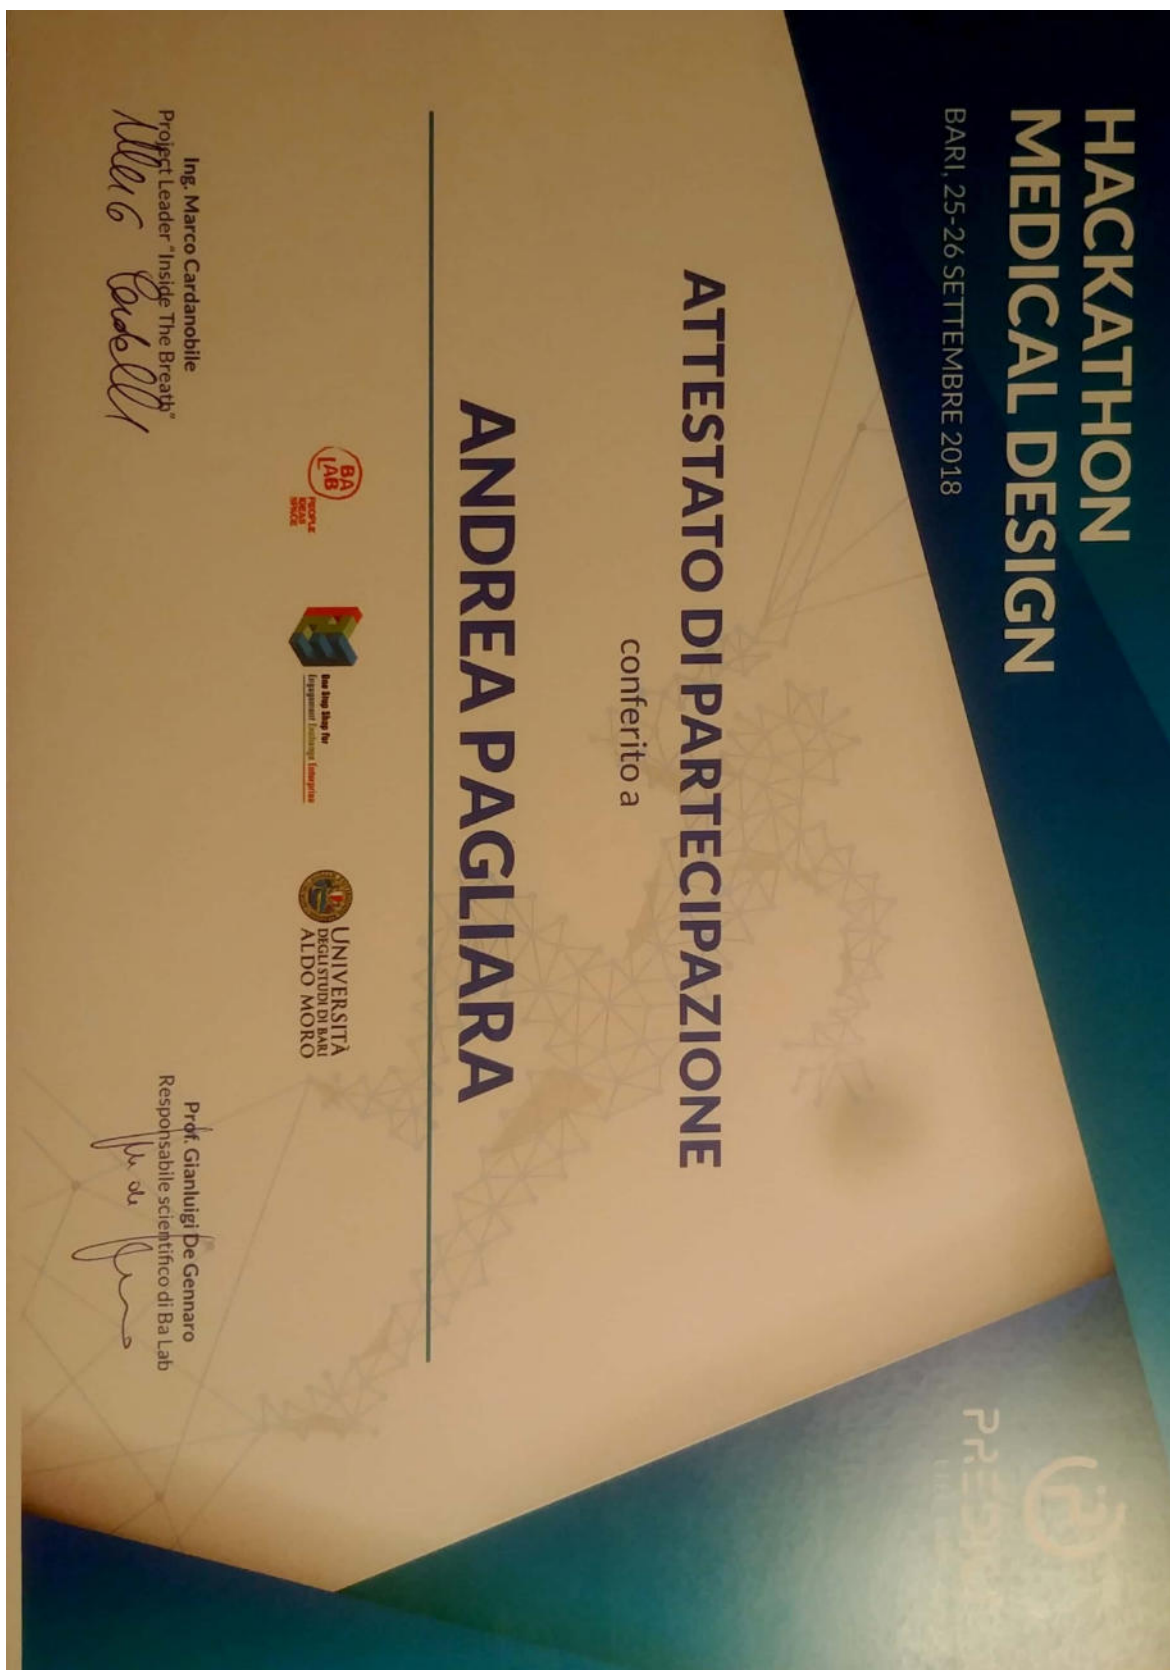 HACKATHON
MEDICAL DESIGN
BARI, 25-26 SETTEMBRE 2018
ATTESTATO DI PARTECIPAZIONE
conferito a
ANDREA PAGLIARA
BA
LAB
PEOPLE
IDEAS
SPACE
One Stop Shop for
Engagement Exchange Enterprise
UNIVERSITÀ
DEGLI STUDI DI BARI
ALDO MORO
Ing. Marco Cardanobile
Project Leader "Inside The Breath"
Prof. Gianluigi De Gennaro
Responsabile scientifico di Ba Lab